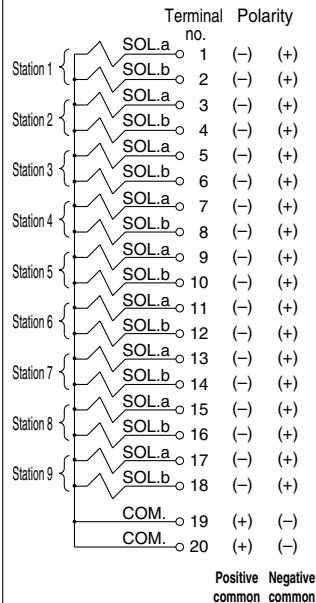 Terminal Polarity
no.
SOL.a 1 (–) (+)
Station 1
SOL.b 2 (–) (+)
SOL.a 3 (–) (+)
Station 2
SOL.b 4 (–) (+)
SOL.a 5 (–) (+)
Station 3
SOL.b 6 (–) (+)
SOL.a 7 (–) (+)
Station 4
SOL.b 8 (–) (+)
SOL.a 9 (–) (+)
Station 5
SOL.b 10 (–) (+)
SOL.a 11 (–) (+)
Station 6
SOL.b 12 (–) (+)
SOL.a 13 (–) (+)
Station 7
SOL.b 14 (–) (+)
SOL.a 15 (–) (+)
Station 8
SOL.b 16 (–) (+)
SOL.a 17 (–) (+)
Station 9
SOL.b 18 (–) (+)
COM. 19 (+) (–)
COM. 20 (+) (–)
Positive Negative
common common